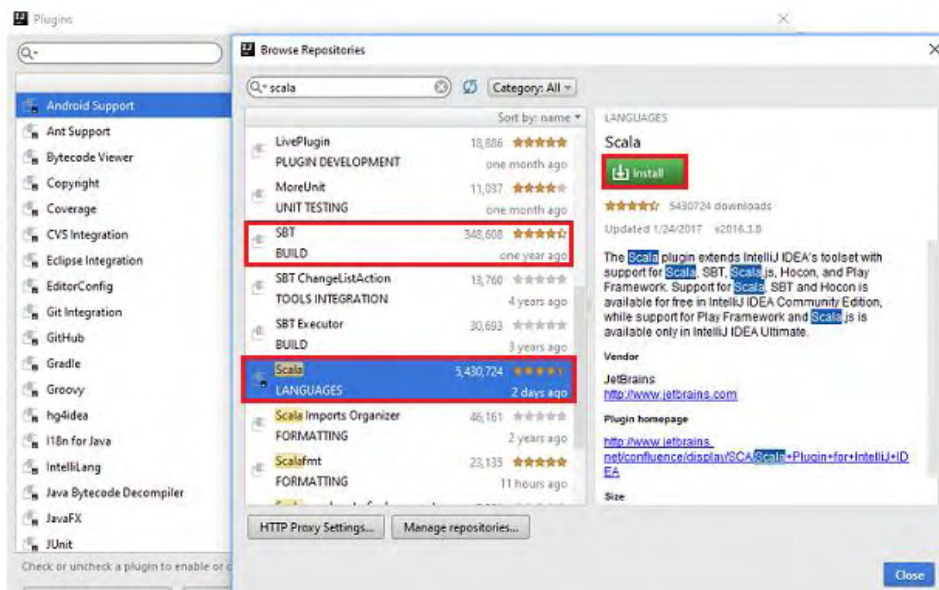 Plugins
Android Support
Ant Support
Bytecode Viewer
Copyright
Coverage
CVS Integration
Eclipse Integration
EditorConfig
Git Integration
GitHub
Gradle
Groovy
hg4idea
I18n for Java
IntelliLang
Java Bytecode Decompiler
JavaFX
JUnit
Check or uncheck a plugin to enable or
Browse Repositories
scala
Category: All
Sort by: name
LivePlugin 18,886
PLUGIN DEVELOPMENT one month ago
MoreUnit 11,037
UNIT TESTING one month ago
SBT 348,608
BUILD one year ago
SBT ChangeListAction 13,760
TOOLS INTEGRATION 4 years ago
SBT Executor 30,693
BUILD 3 years ago
Scala 5,430,724
LANGUAGES 2 days ago
Scala Imports Organizer 46,161
FORMATTING 2 years ago
Scalafmt 23,135
FORMATTING 11 hours ago
HTTP Proxy Settings... Manage repositories...
LANGUAGES
Scala
Install
5430724 downloads
Updated 1/24/2017 v2016.3.8
The Scala plugin extends IntelliJ IDEA's toolset with
support for Scala, SBT, Scala.js, Hocon, and Play
Framework. Support for Scala, SBT and Hocon is
available for free in IntelliJ IDEA Community Edition,
while support for Play Framework and Scala.js is
available only in IntelliJ IDEA Ultimate.
Vendor
JetBrains
http://www.jetbrains.com
Plugin homepage
http://www.jetbrains.
net/confluence/display/SCA/Scala+Plugin+for+IntelliJ+ID
EA
Size
Close